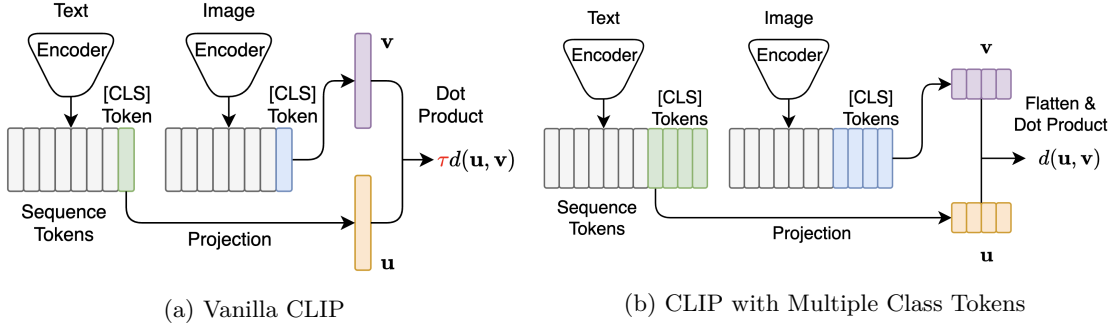 Text
Image
Encoder
Encoder
[CLS]
Token
[CLS]
Token
v
Dot
Product
τd(u, v)
Sequence
Tokens
Projection
u
(a) Vanilla CLIP
Text
Image
Encoder
Encoder
[CLS]
Tokens
[CLS]
Tokens
v
Flatten &
Dot Product
d(u, v)
Sequence
Tokens
Projection
u
(b) CLIP with Multiple Class Tokens